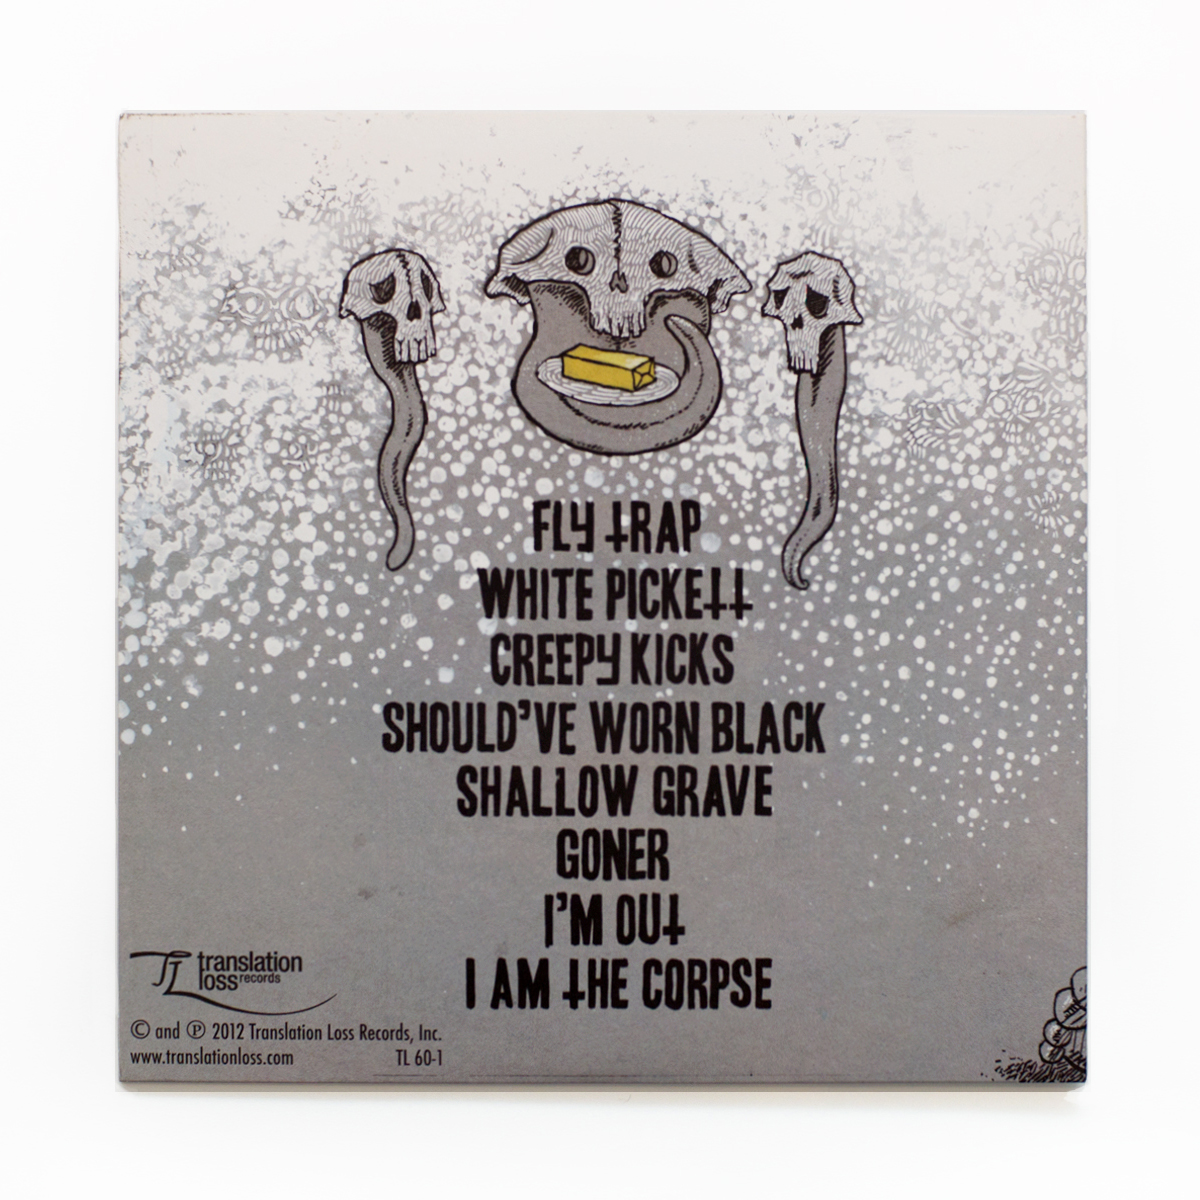 FLY TRAP
WHITE PICKETT
CREEPY KICKS
SHOULD'VE WORN BLACK
SHALLOW GRAVE
GONER
I'M OUT
I AM THE CORPSE
TL translation
loss records
© and ℗ 2012 Translation Loss Records, Inc.
www.translationloss.com TL 60-1